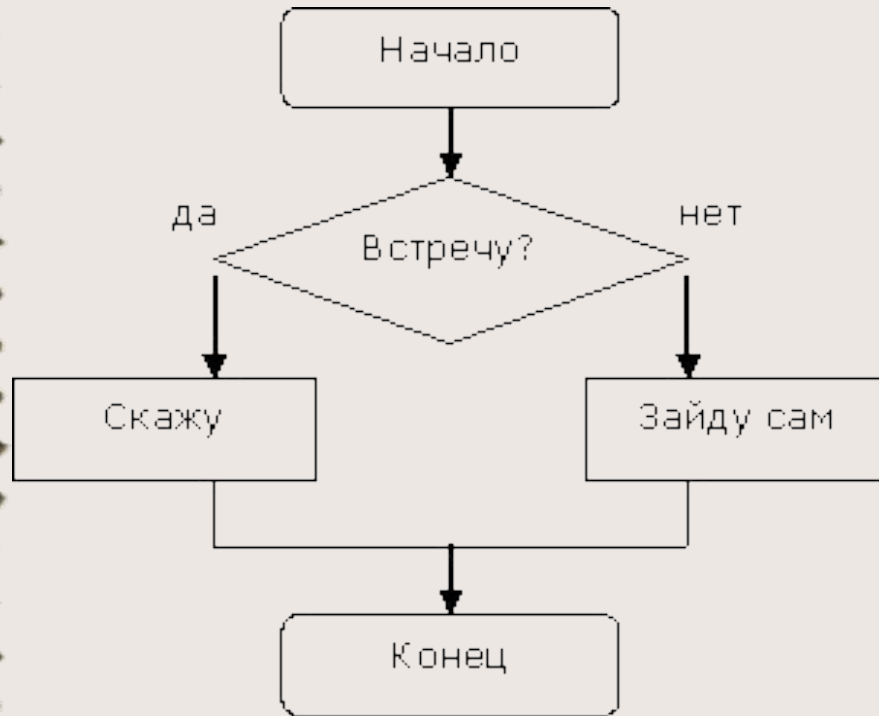 Начало
да
нет
Встречу?
Скажу
Зайду сам
Конец